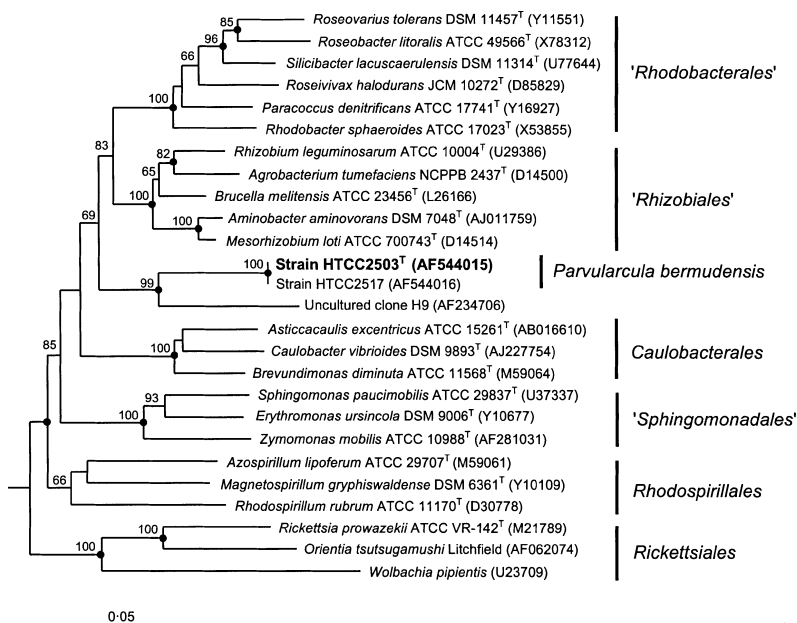 85 Roseovarius tolerans DSM 11457ᵀ (Y11551)
96 Roseobacter litoralis ATCC 49566ᵀ (X78312)
66 Silicibacter lacuscaerulensis DSM 11314ᵀ (U77644)
Roseivivax halodurans JCM 10272ᵀ (D85829)
'Rhodobacterales'
100 Paracoccus denitrificans ATCC 17741ᵀ (Y16927)
Rhodobacter sphaeroides ATCC 17023ᵀ (X53855)
83 82 Rhizobium leguminosarum ATCC 10004ᵀ (U29386)
65 Agrobacterium tumefaciens NCPPB 2437ᵀ (D14500)
100 Brucella melitensis ATCC 23456ᵀ (L26166)
'Rhizobiales'
69 100 Aminobacter aminovorans DSM 7048ᵀ (AJ011759)
Mesorhizobium loti ATCC 700743ᵀ (D14514)
100 Strain HTCC2503ᵀ (AF544015)
Parvularcula bermudensis
99 Strain HTCC2517 (AF544016)
Uncultured clone H9 (AF234706)
Asticcacaulis excentricus ATCC 15261ᵀ (AB016610)
85 100 Caulobacter vibrioides DSM 9893ᵀ (AJ227754)
Caulobacterales
Brevundimonas diminuta ATCC 11568ᵀ (M59064)
93 Sphingomonas paucimobilis ATCC 29837ᵀ (U37337)
100 Erythromonas ursincola DSM 9006ᵀ (Y10677)
'Sphingomonadales'
Zymomonas mobilis ATCC 10988ᵀ (AF281031)
Azospirillum lipoferum ATCC 29707ᵀ (M59061)
66 Magnetospirillum gryphiswaldense DSM 6361ᵀ (Y10109)
Rhodospirillales
Rhodospirillum rubrum ATCC 11170ᵀ (D30778)
100 Rickettsia prowazekii ATCC VR-142ᵀ (M21789)
100 Orientia tsutsugamushi Litchfield (AF062074)
Rickettsiales
Wolbachia pipientis (U23709)
0·05